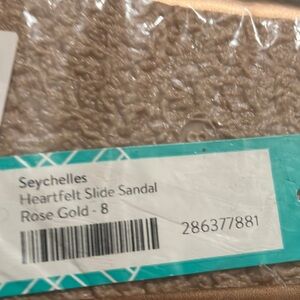 Seychelles
Heartfelt Slide Sandal
Rose Gold - 8
286377881